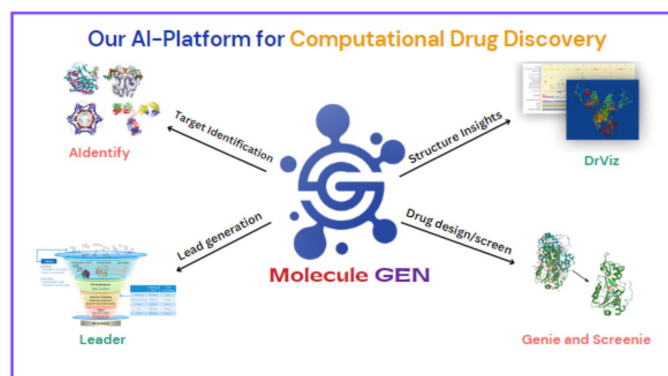 Our AI-Platform for Computational Drug Discovery
Target Identification
AIdentify
Structure Insights
DrViz
Lead generation
Leader
Drug design/screen
Genie and Screenie
Molecule GEN